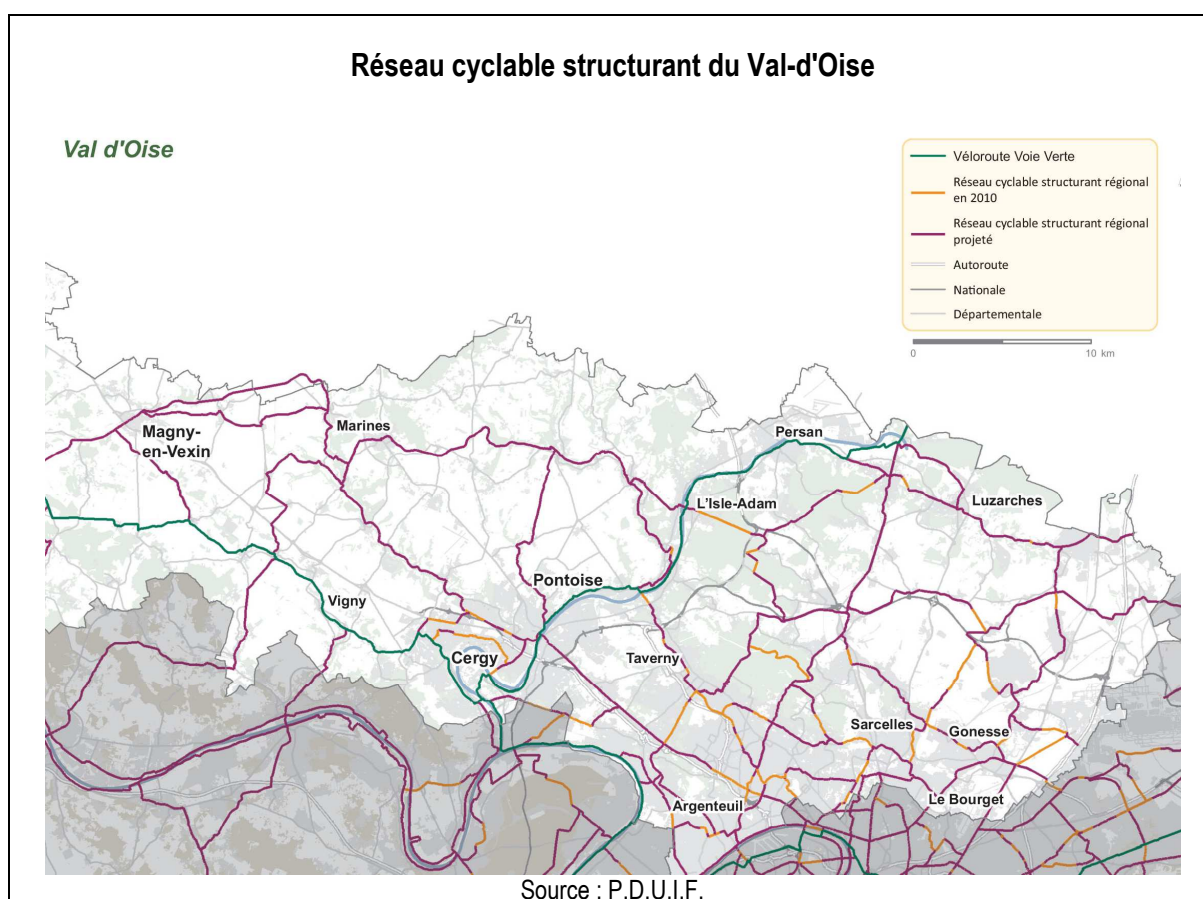 Réseau cyclable structurant du Val-d'Oise
Val d'Oise
Véloroute Voie Verte
Réseau cyclable structurant régional
en 2010
Réseau cyclable structurant régional
projeté
Autoroute
Nationale
Départementale
0 10 km
Magny-
en-Vexin
Marines
Persan
L'Isle-Adam
Luzarches
Pontoise
Vigny
Cergy
Taverny
Sarcelles
Gonesse
Argenteuil
Le Bourget
Source : P.D.U.I.F.